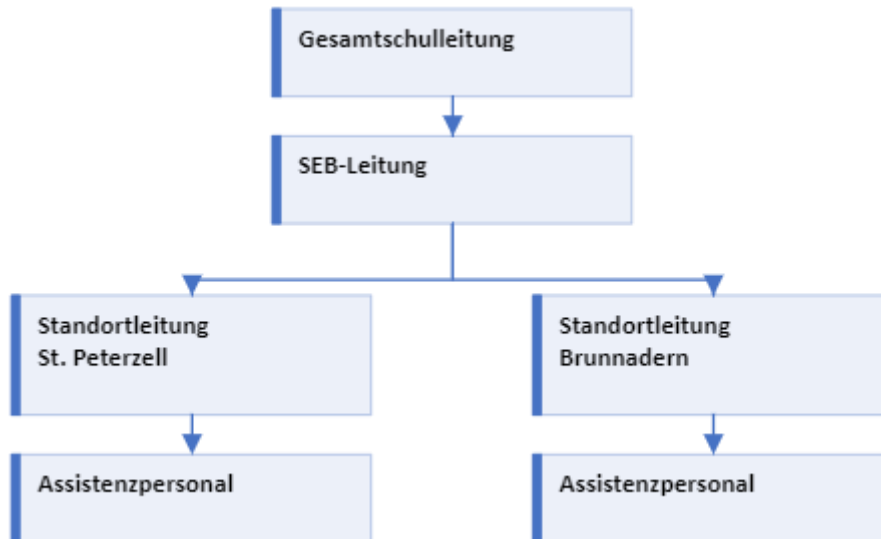 Gesamtschulleitung
SEB-Leitung
Standortleitung
St. Peterzell
Standortleitung
Brunnadern
Assistenzpersonal
Assistenzpersonal